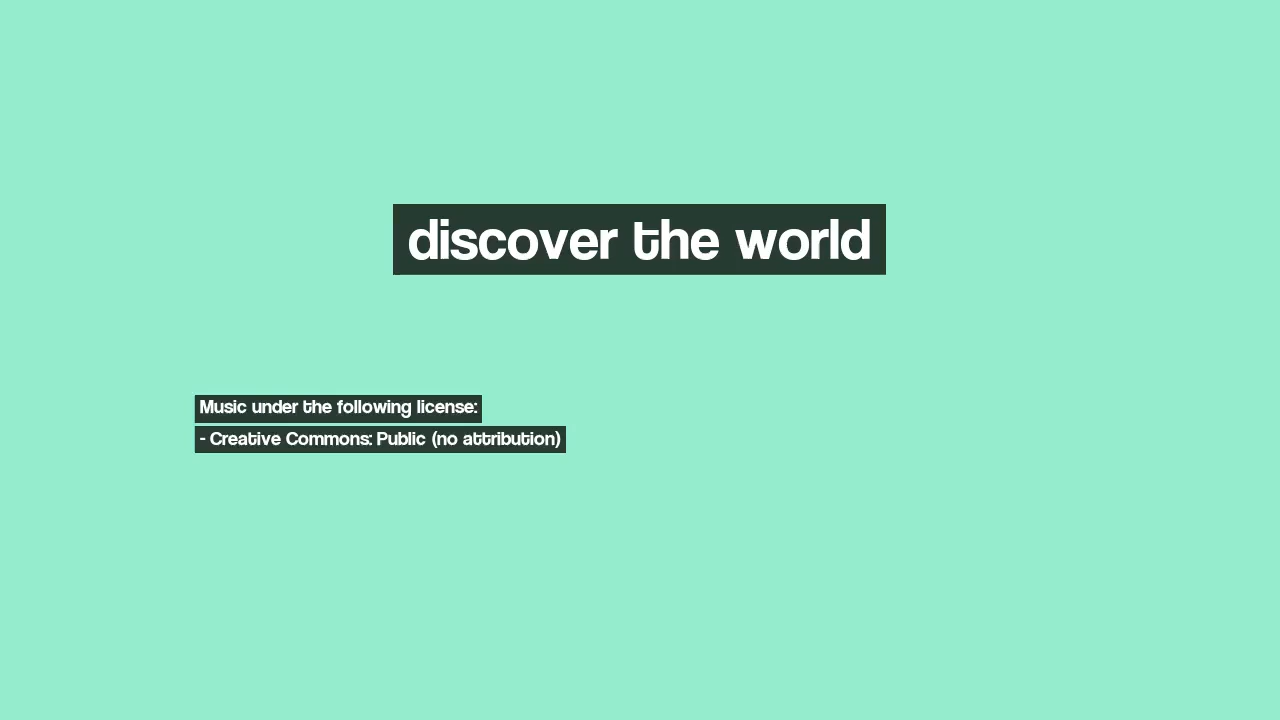 discover the world
Music under the following license:
- Creative Commons: Public (no attribution)